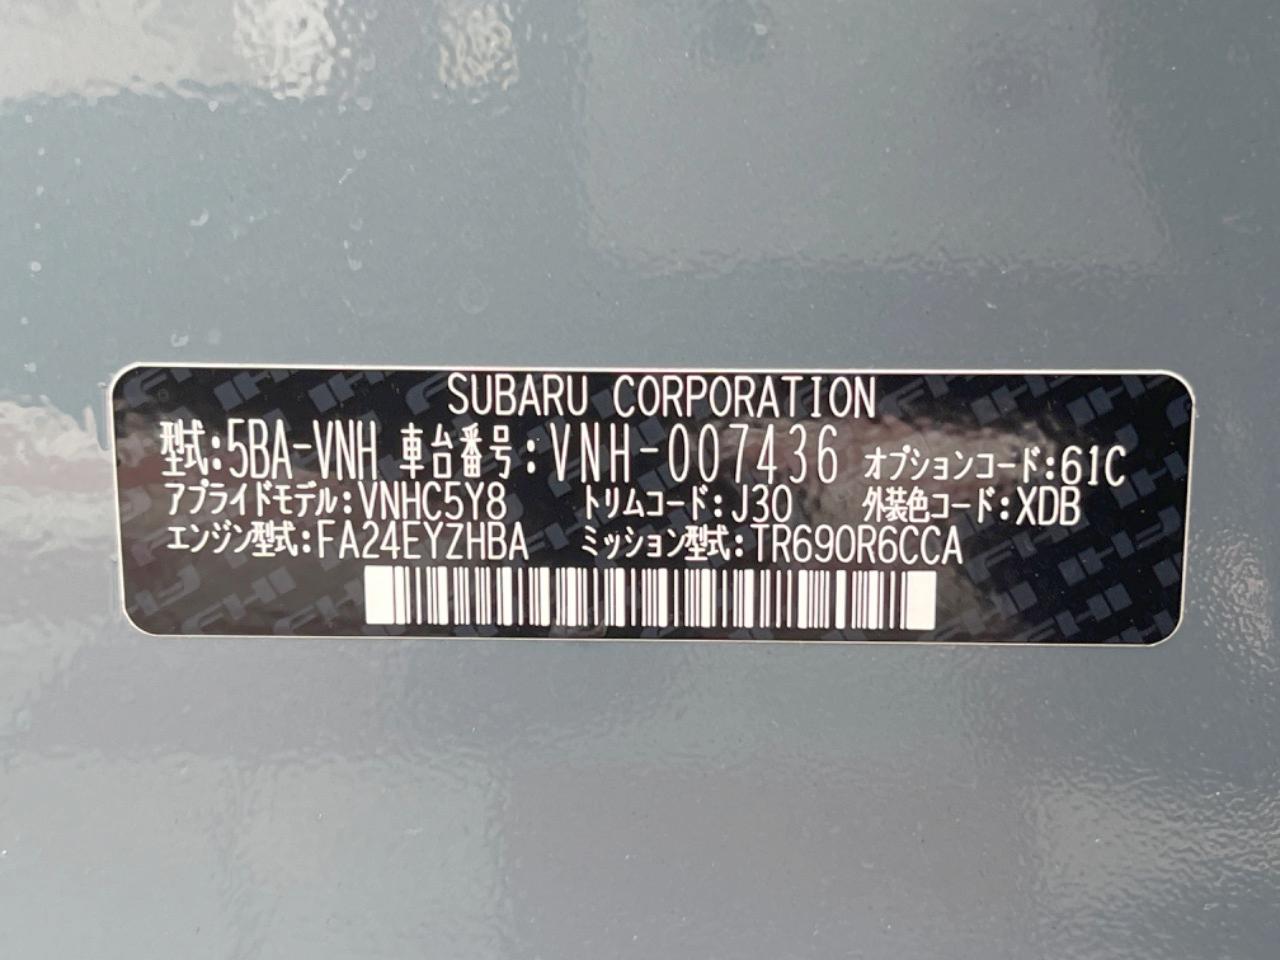 SUBARU CORPORATION
型式:5BA-VNH 車台番号:VNH-007436 オプションコード:61C
アプライドモデル:VNHC5Y8 トリムコード:J30 外装色コード:XDB
エンジン型式:FA24EYZHBA ミッション型式:TR690R6CCA